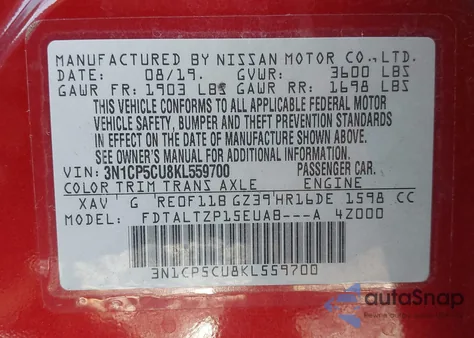 MANUFACTURED BY NISSAN MOTOR CO.,LTD.
DATE: 08/19. GVWR: 3600 LBS
GAWR FR: 1903 LBS GAWR RR: 1698 LBS
THIS VEHICLE CONFORMS TO ALL APPLICABLE FEDERAL MOTOR
VEHICLE SAFETY, BUMPER AND THEFT PREVENTION STANDARDS
IN EFFECT ON THE DATE OF MANUFACTURE SHOWN ABOVE.
SEE OWNER'S MANUAL FOR ADDITIONAL INFORMATION.
VIN: 3N1CP5CU8KL559700 PASSENGER CAR.
COLOR TRIM TRANS AXLE ENGINE
XAV' G 'RE0F11B GZ39'HR16DE 1598 CC
MODEL: FDTALTZP15EUA8---A 4Z000
3N1CP5CU8KL559700
autoSnap